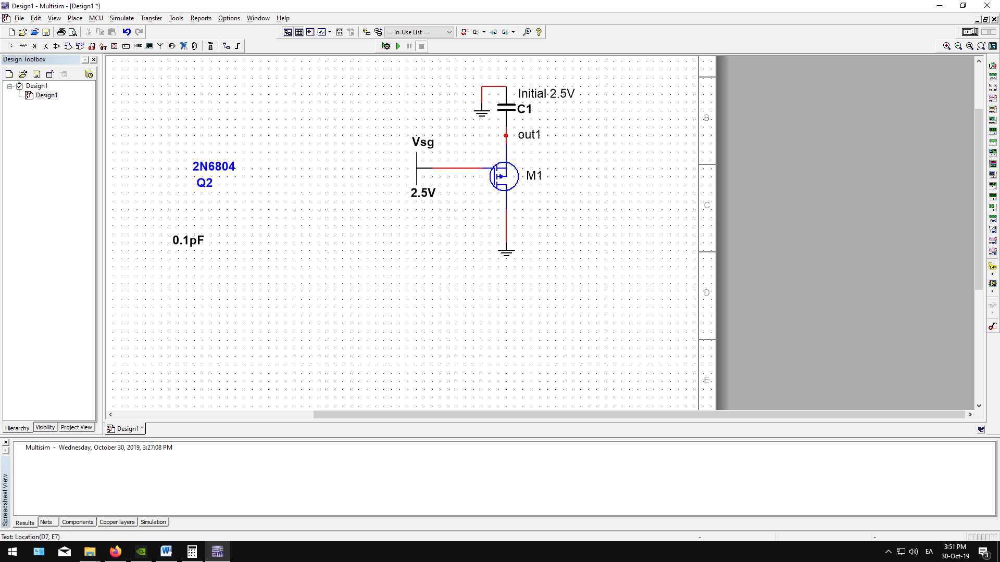 Design1 - Multisim - [Design1 *]
File Edit View Place MCU Simulate Transfer Tools Reports Options Window Help
--- In-Use List ---
MISC
Design Toolbox
Design1
Design1
Initial 2.5V
C1
B
out1
Vsg
2N6804
M1
Q2
2.5V
C
0.1pF
D
E
Hierarchy Visibility Project View
Design1 *
Multisim - Wednesday, October 30, 2019, 3:27:08 PM
Spreadsheet View
Results Nets Components Copper layers Simulation
Text: Location(D7, E7) - -
ΕΛ
3:51 PM
30-Oct-19
3